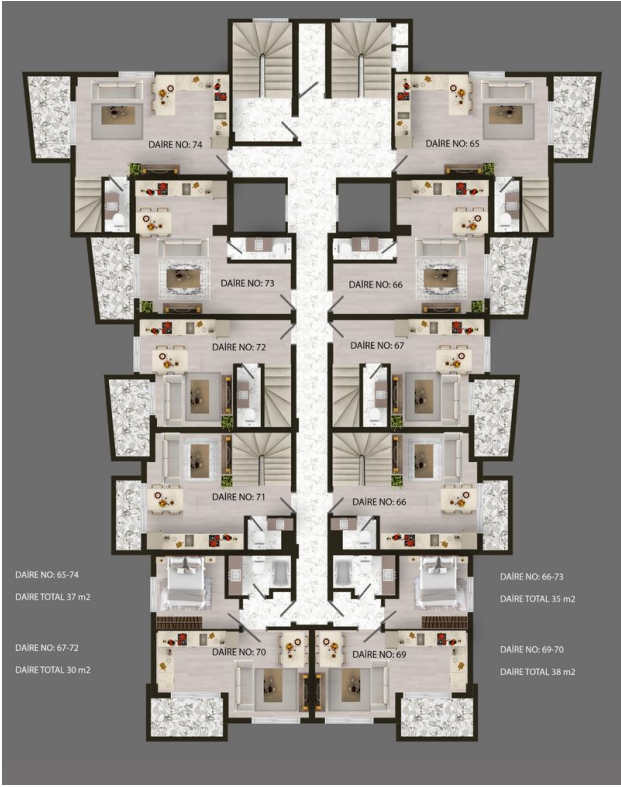 DAİRE NO: 74
DAİRE NO: 65
DAİRE NO: 73
DAİRE NO: 66
DAİRE NO: 72
DAİRE NO: 67
DAİRE NO: 71
DAİRE NO: 66
DAİRE NO: 65-74
DAİRE TOTAL 37 m2
DAİRE NO: 66-73
DAİRE TOTAL 35 m2
DAİRE NO: 70
DAİRE NO: 69
DAİRE NO: 67-72
DAİRE TOTAL 30 m2
DAİRE NO: 69-70
DAİRE TOTAL 38 m2